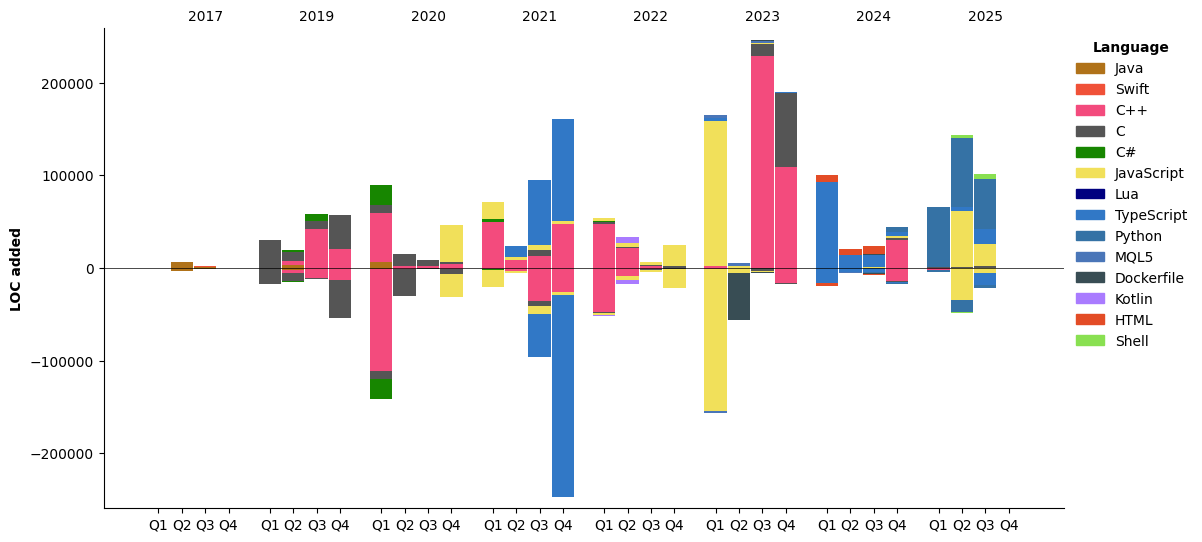 2017 2019 2020 2021 2022 2023 2024 2025
LOC added
200000
100000
0
−100000
−200000
Q1 Q2 Q3 Q4 Q1 Q2 Q3 Q4 Q1 Q2 Q3 Q4 Q1 Q2 Q3 Q4 Q1 Q2 Q3 Q4 Q1 Q2 Q3 Q4 Q1 Q2 Q3 Q4 Q1 Q2 Q3 Q4
Language
Java
Swift
C++
C
C#
JavaScript
Lua
TypeScript
Python
MQL5
Dockerfile
Kotlin
HTML
Shell